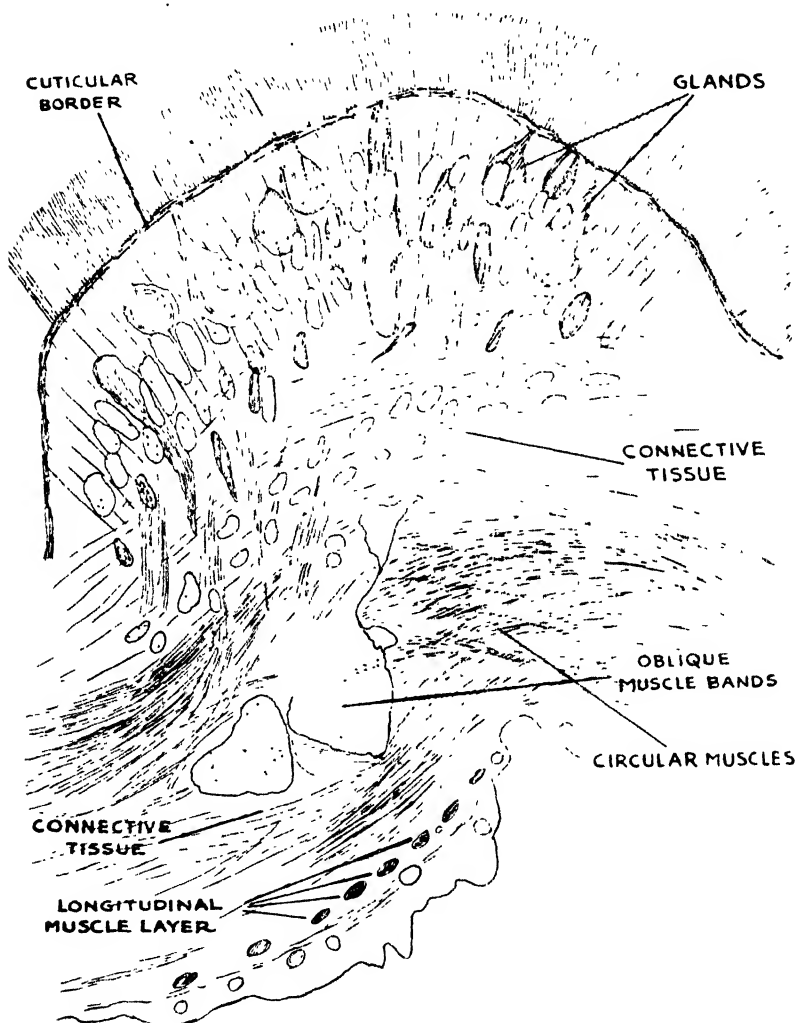 CUTICULAR
BORDER
GLANDS
CONNECTIVE
TISSUE
OBLIQUE
MUSCLE BANDS
CIRCULAR MUSCLES
CONNECTIVE
TISSUE
LONGITUDINAL
MUSCLE LAYER